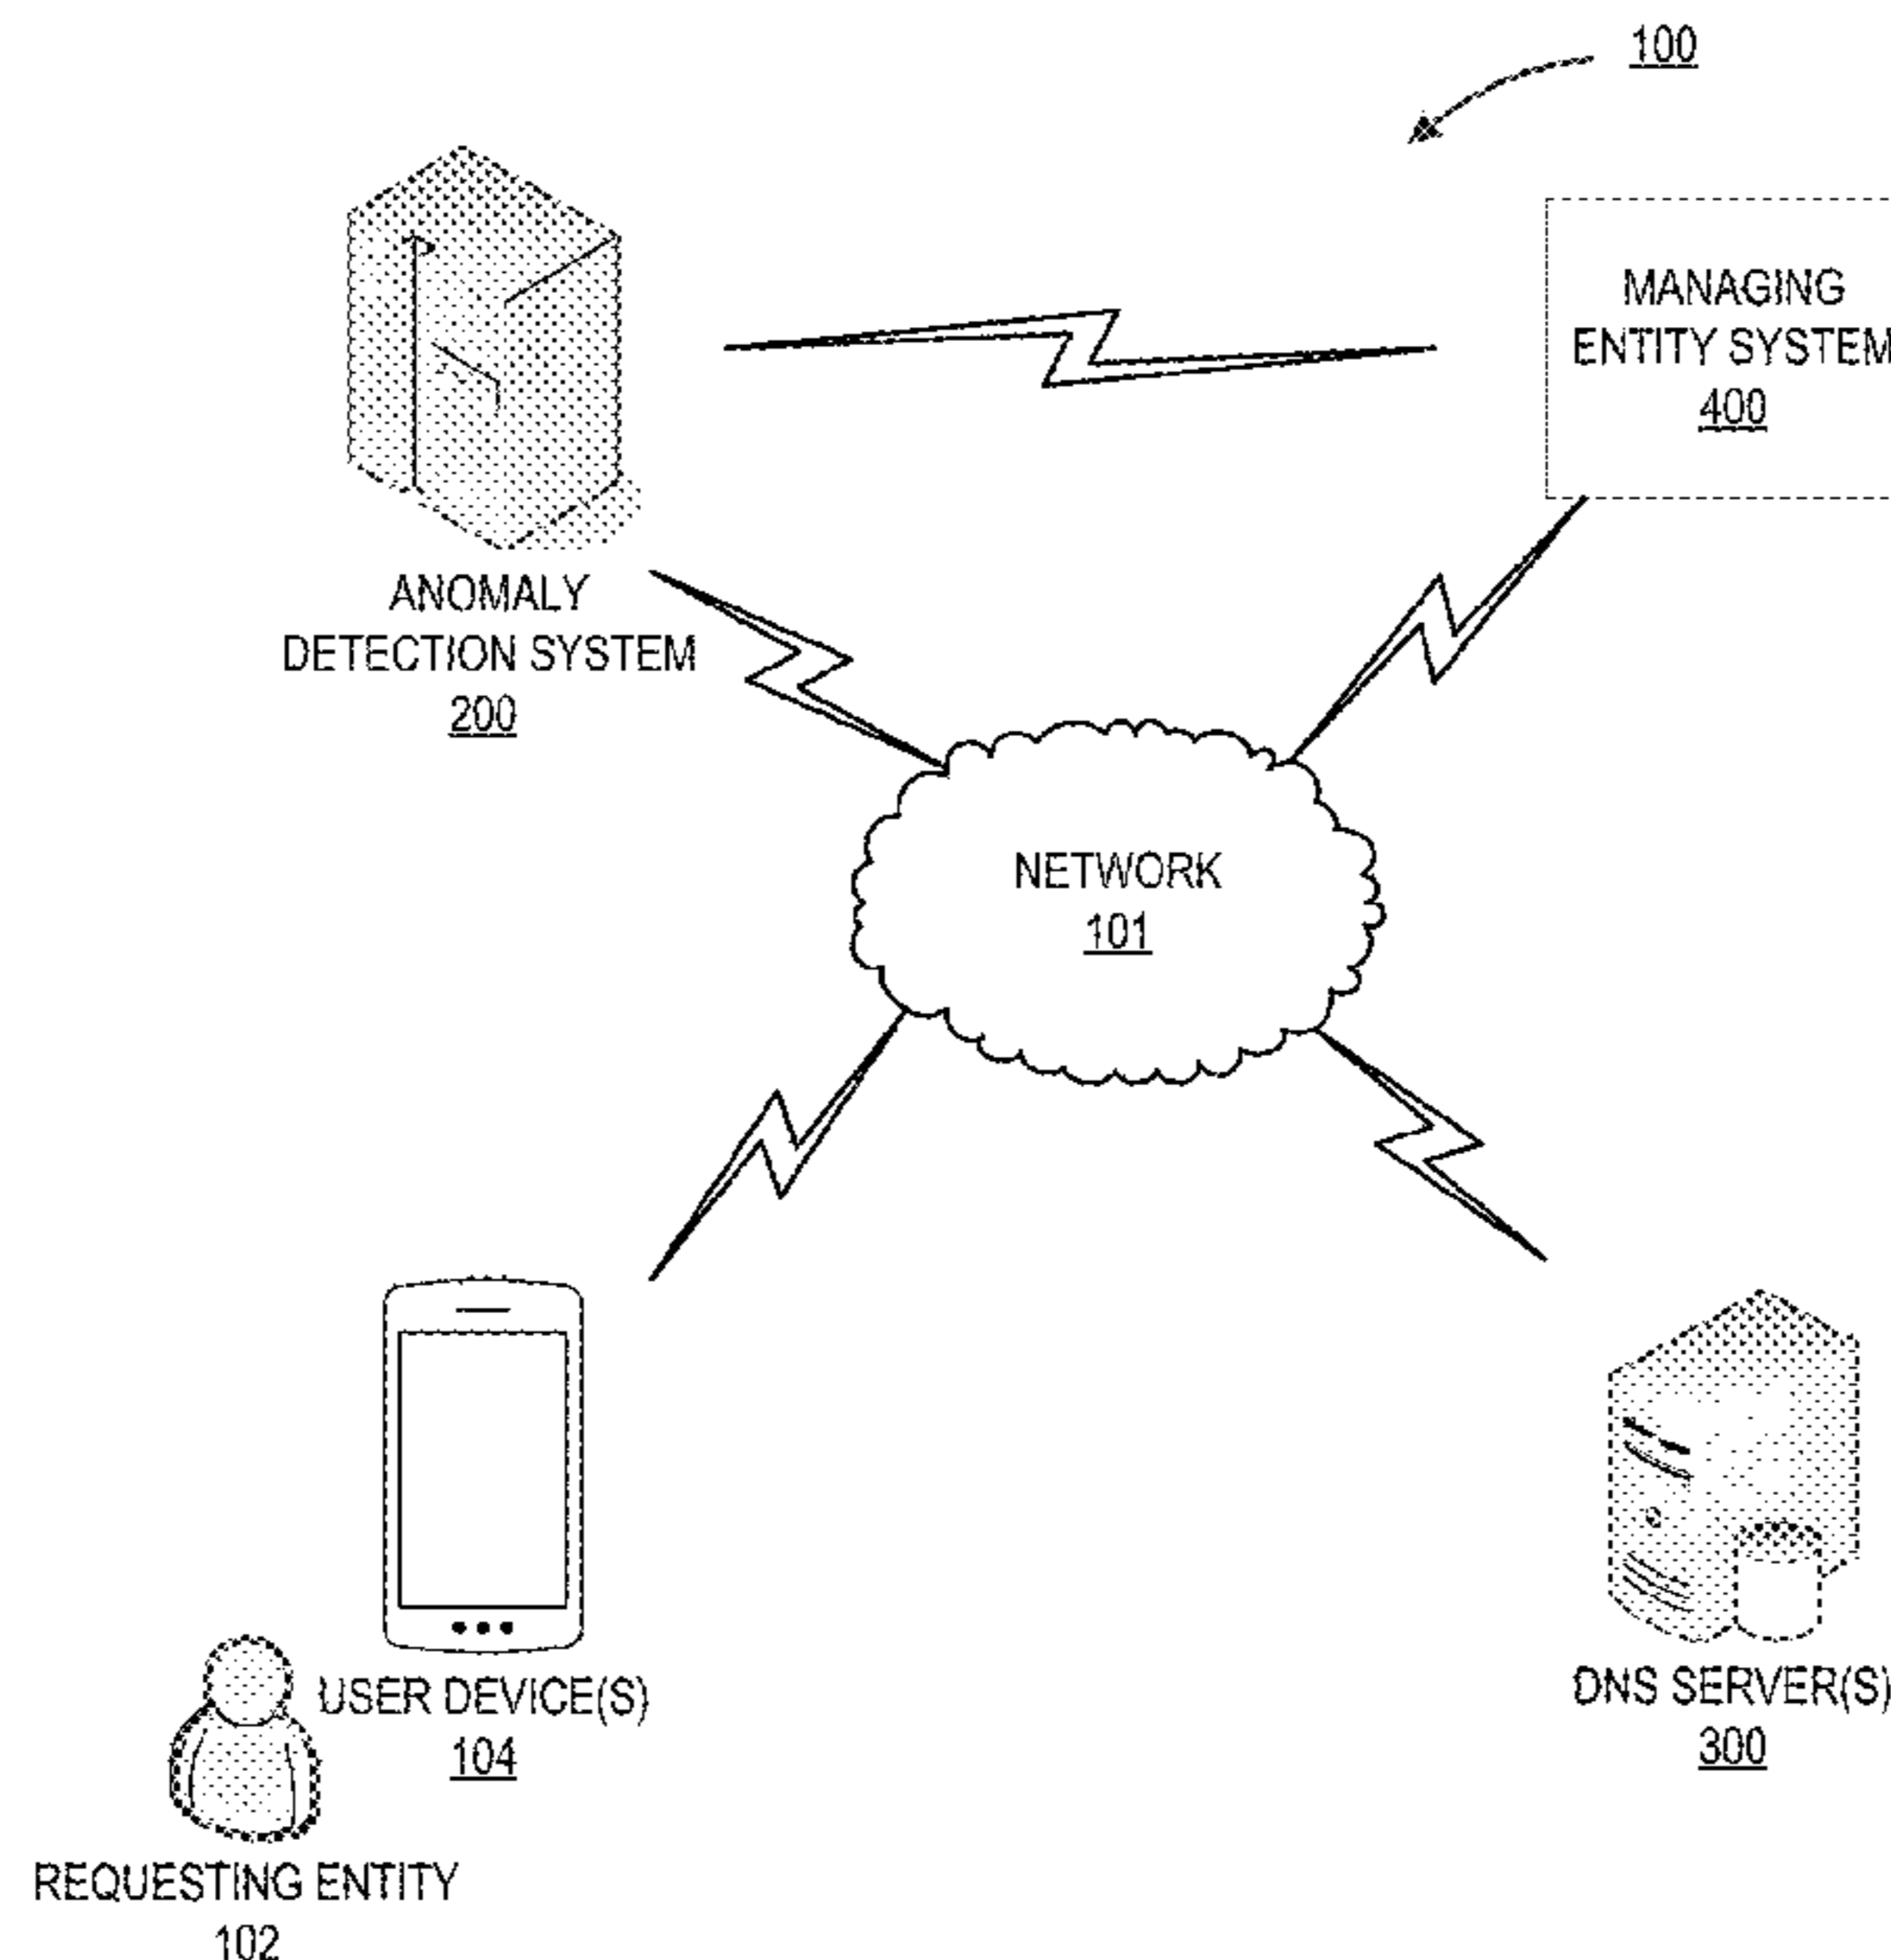 100
MANAGING
ENTITY SYSTEM
400
ANOMALY
DETECTION SYSTEM
200
NETWORK
101
USER DEVICE(S)
104
DNS SERVER(S)
300
REQUESTING ENTITY
102